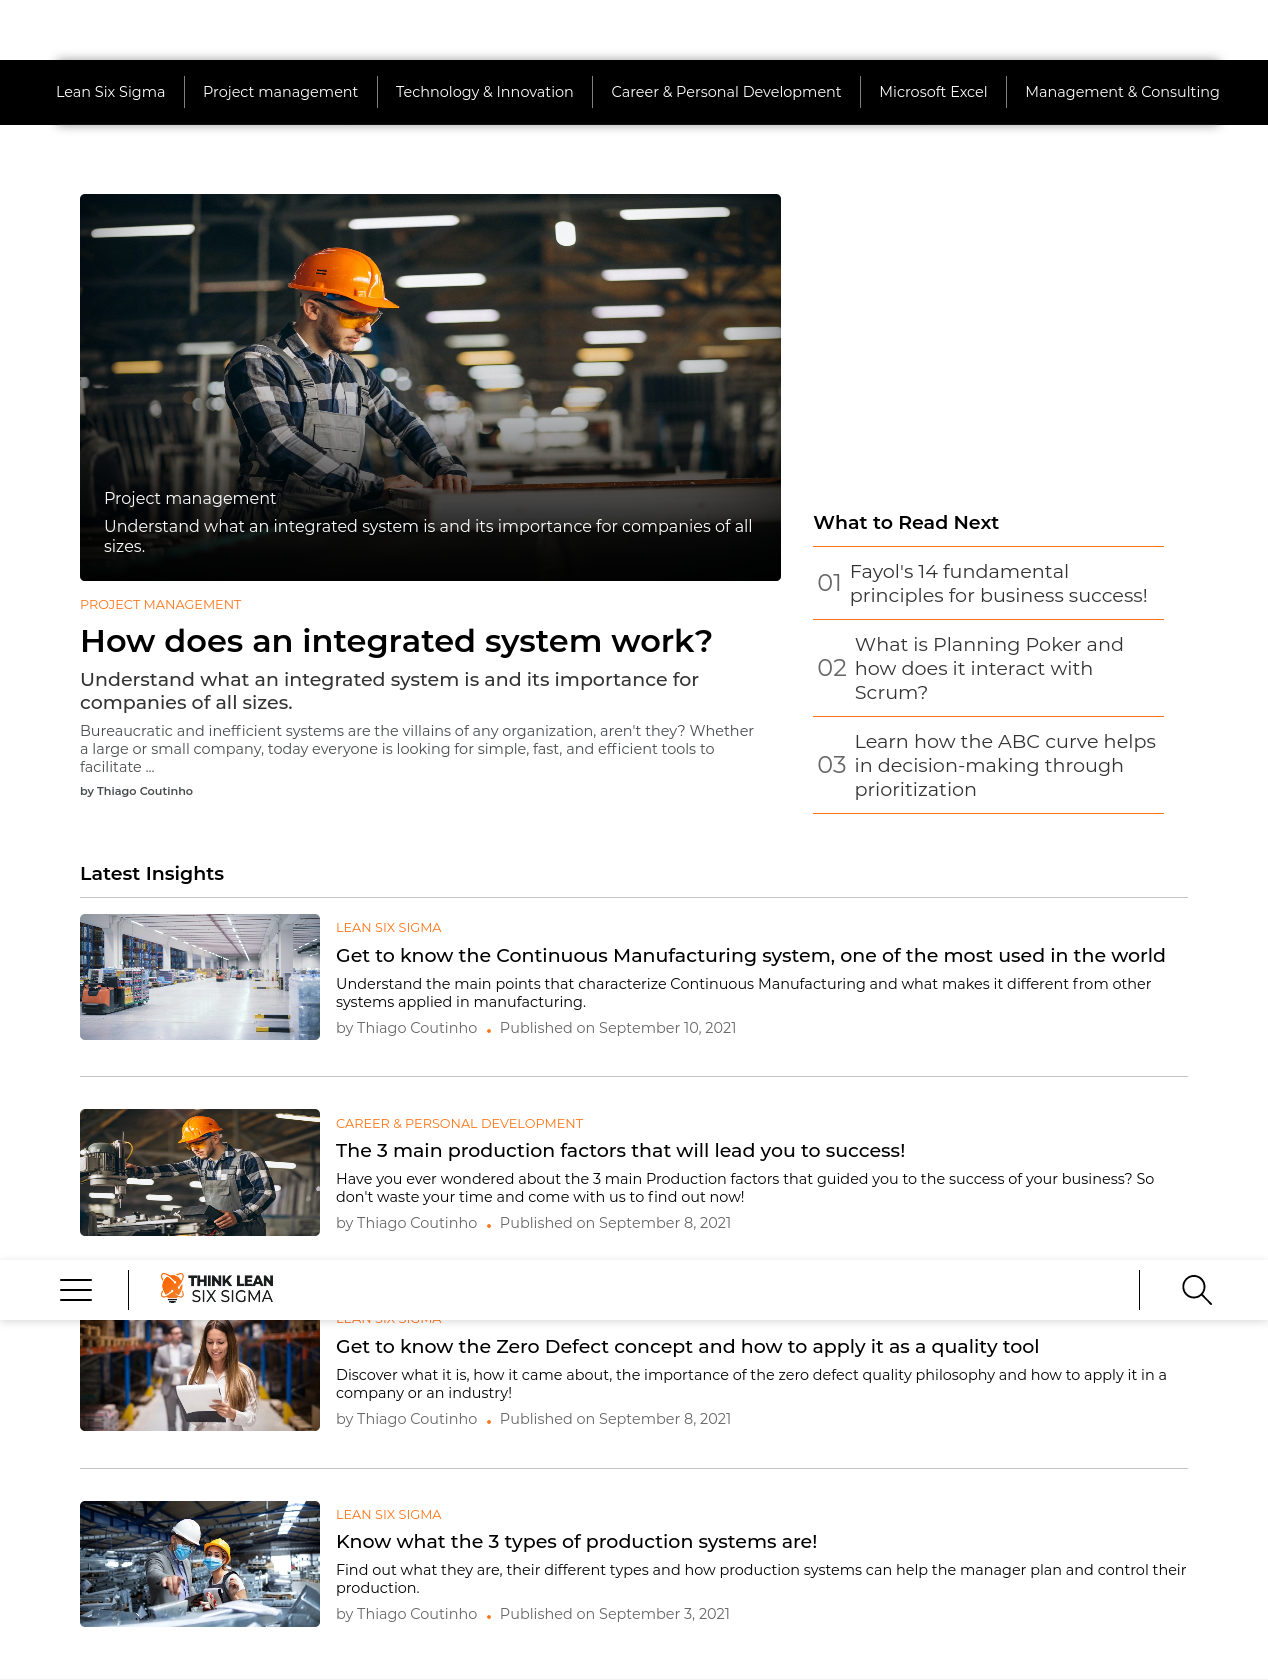 Lean Six Sigma
Project management
Technology & Innovation
Career & Personal Development
Microsoft Excel
Management & Consulting
Project management
Understand what an integrated system is and its importance for companies of all
sizes.
PROJECT MANAGEMENT
How does an integrated system work?
Understand what an integrated system is and its importance for
companies of all sizes.
Bureaucratic and inefficient systems are the villains of any organization, aren't they? Whether
a large or small company, today everyone is looking for simple, fast, and efficient tools to
facilitate ...
by Thiago Coutinho
What to Read Next
01 Fayol's 14 fundamental
principles for business success!
02 What is Planning Poker and
how does it interact with
Scrum?
03 Learn how the ABC curve helps
in decision-making through
prioritization
Latest Insights
LEAN SIX SIGMA
Get to know the Continuous Manufacturing system, one of the most used in the world
Understand the main points that characterize Continuous Manufacturing and what makes it different from other
systems applied in manufacturing.
by Thiago Coutinho • Published on September 10, 2021
CAREER & PERSONAL DEVELOPMENT
The 3 main production factors that will lead you to success!
Have you ever wondered about the 3 main Production factors that guided you to the success of your business? So
don't waste your time and come with us to find out now!
by Thiago Coutinho • Published on September 8, 2021
THINK LEAN
SIX SIGMA
LEAN SIX SIGMA
Get to know the Zero Defect concept and how to apply it as a quality tool
Discover what it is, how it came about, the importance of the zero defect quality philosophy and how to apply it in a
company or an industry!
by Thiago Coutinho • Published on September 8, 2021
LEAN SIX SIGMA
Know what the 3 types of production systems are!
Find out what they are, their different types and how production systems can help the manager plan and control their
production.
by Thiago Coutinho • Published on September 3, 2021